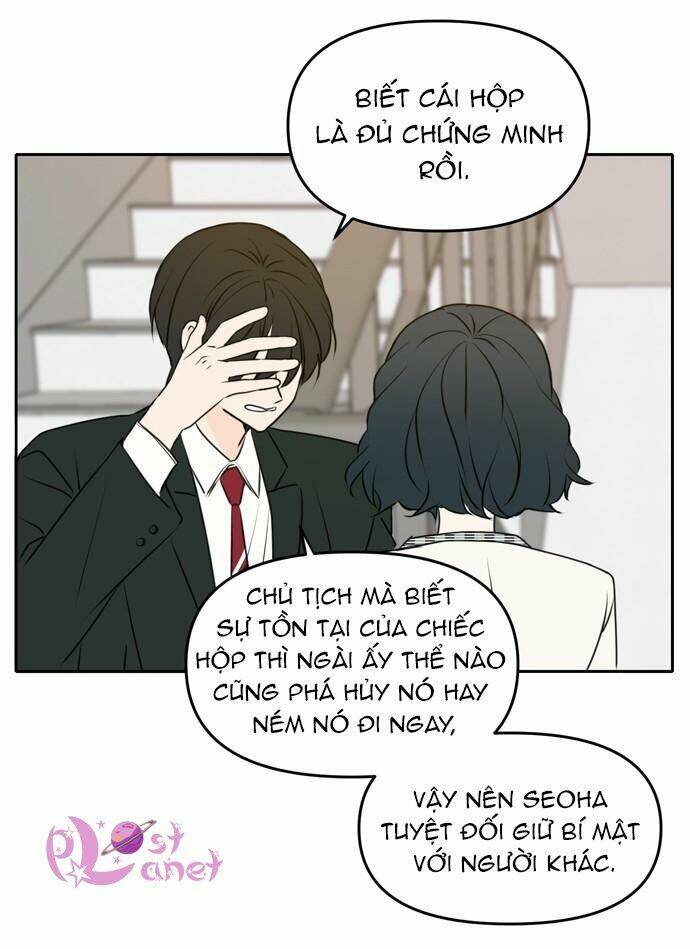 BIẾT CÁI HỘP
LÀ ĐỦ CHỨNG MINH
RỒI.
CHỦ TỊCH MÀ BIẾT
SỰ TỒN TẠI CỦA CHIẾC
HỘP THÌ NGÀI ẤY THỂ NÀO
CŨNG PHÁ HỦY NÓ HAY
NÉM NÓ ĐI NGAY,
VẬY NÊN SEOHA
TUYỆT ĐỐI GIỮ BÍ MẬT
VỚI NGƯỜI KHÁC.
Lost
Planet